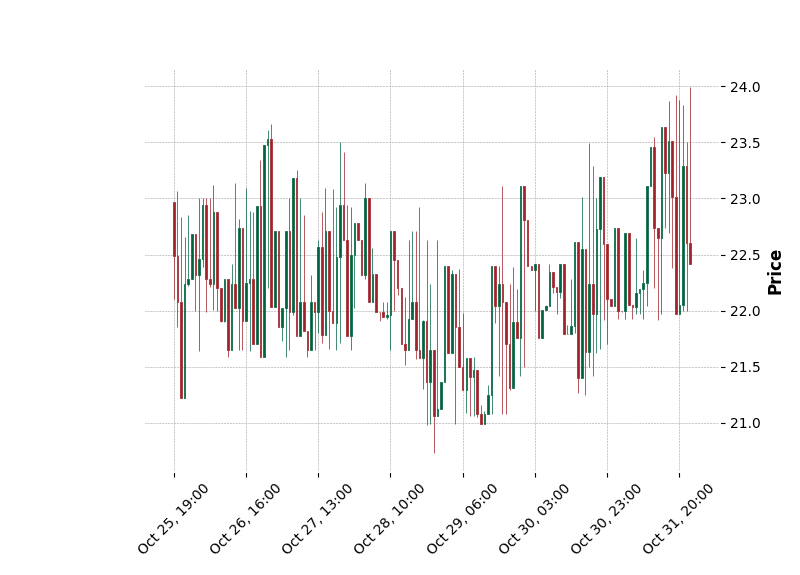 24.0
23.5
23.0
22.5
22.0
21.5
21.0
Price
Oct 25, 19:00
Oct 26, 16:00
Oct 27, 13:00
Oct 28, 10:00
Oct 29, 06:00
Oct 30, 03:00
Oct 30, 23:00
Oct 31, 20:00